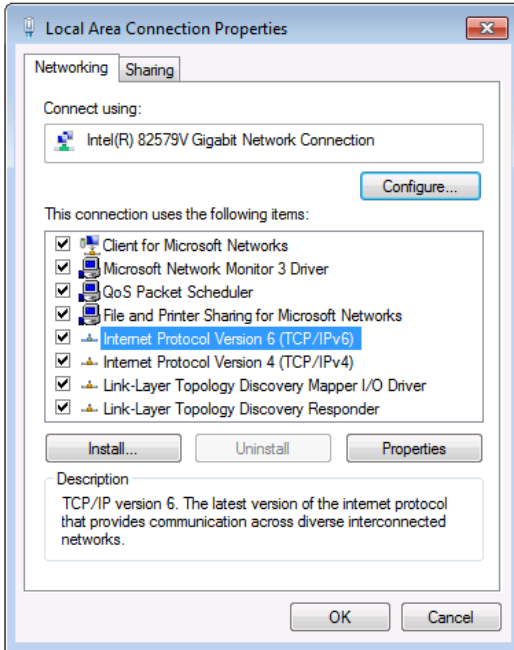 Local Area Connection Properties
Networking
Sharing
Connect using:
Intel(R) 82579V Gigabit Network Connection
Configure...
This connection uses the following items:
Client for Microsoft Networks
Microsoft Network Monitor 3 Driver
QoS Packet Scheduler
File and Printer Sharing for Microsoft Networks
Internet Protocol Version 6 (TCP/IPv6)
Internet Protocol Version 4 (TCP/IPv4)
Link-Layer Topology Discovery Mapper I/O Driver
Link-Layer Topology Discovery Responder
Install...
Uninstall
Properties
Description
TCP/IP version 6. The latest version of the internet protocol
that provides communication across diverse interconnected
networks.
OK
Cancel